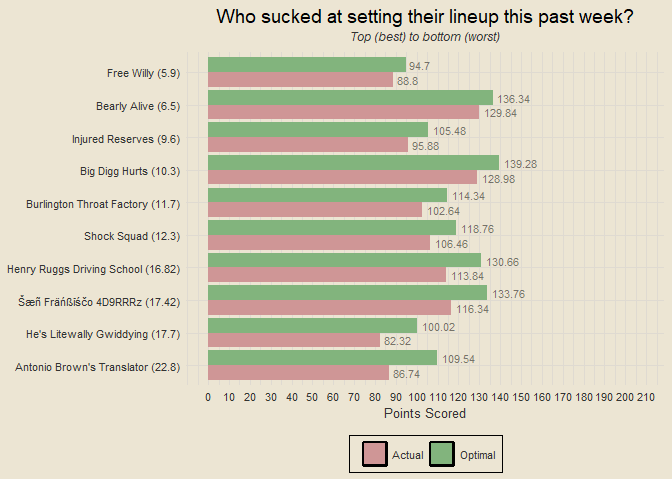 Who sucked at setting their lineup this past week?
Top (best) to bottom (worst)
Free Willy (5.9)
94.7
88.8
Bearly Alive (6.5)
136.34
129.84
Injured Reserves (9.6)
105.48
95.88
Big Digg Hurts (10.3)
139.28
128.98
Burlington Throat Factory (11.7)
114.34
102.64
Shock Squad (12.3)
118.76
106.46
Henry Ruggs Driving School (16.82)
130.66
113.84
Šæñ Fráńßïščo 4D9RRRz (17.42)
133.76
116.34
He's Litewally Gwiddying (17.7)
100.02
82.32
Antonio Brown's Translator (22.8)
109.54
86.74
0 10 20 30 40 50 60 70 80 90 100 110 120 130 140 150 160 170 180 190 200 210
Points Scored
Actual Optimal